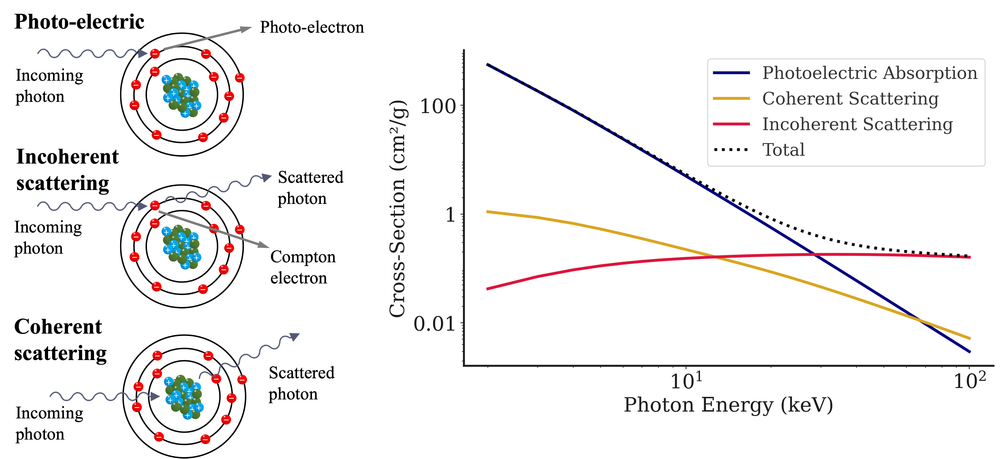 Photo-electric
Photo-electron
Incoming
photon
Incoherent
scattering
Scattered
photon
Incoming
photon
Compton
electron
Coherent
scattering
Scattered
photon
Incoming
photon
Cross-Section (cm²/g)
100
1
0.01
Photoelectric Absorption
Coherent Scattering
Incoherent Scattering
Total
10¹
10²
Photon Energy (keV)